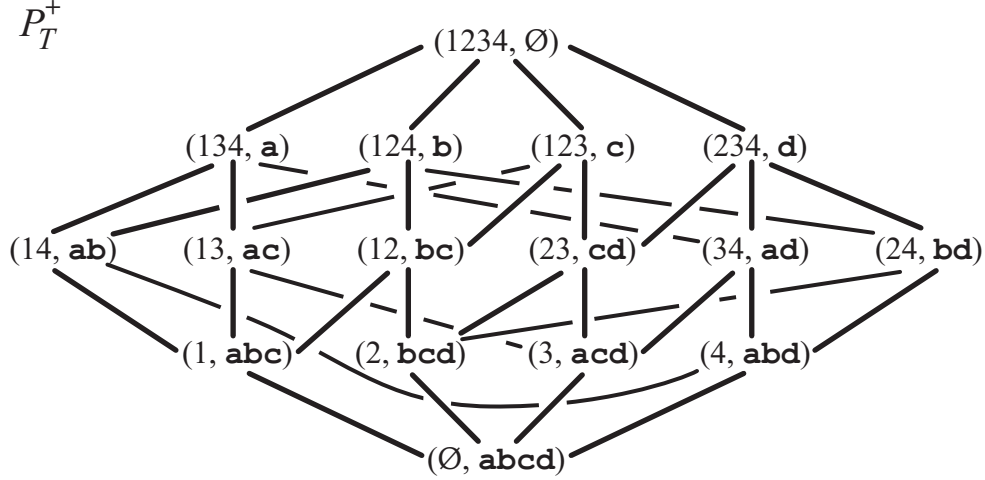 P_T^+
(1234, Ø)
(134, a) (124, b) (123, c) (234, d)
(14, ab) (13, ac) (12, bc) (23, cd) (34, ad) (24, bd)
(1, abc) (2, bcd) (3, acd) (4, abd)
(Ø, abcd)